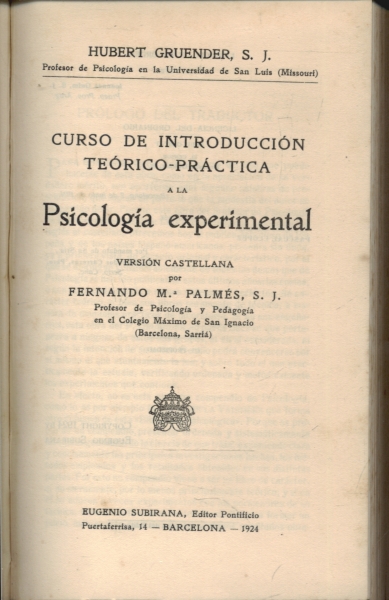 HUBERT GRUENDER, S. J.
Profesor de Psicología en la Universidad de San Luis (Missouri)
CURSO DE INTRODUCCIÓN
TEÓRICO-PRÁCTICA
A LA
Psicología experimental
VERSIÓN CASTELLANA
por
FERNANDO M.ª PALMÉS, S. J.
Profesor de Psicología y Pedagogía
en el Colegio Máximo de San Ignacio
(Barcelona, Sarriá)
EUGENIO SUBIRANA, Editor Pontificio
Puertaferrisa, 14 — BARCELONA — 1924